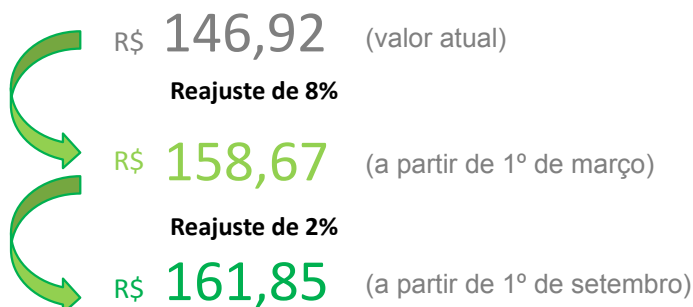 R$ 146,92 (valor atual)
Reajuste de 8%
R$ 158,67 (a partir de 1º de março)
Reajuste de 2%
R$ 161,85 (a partir de 1º de setembro)